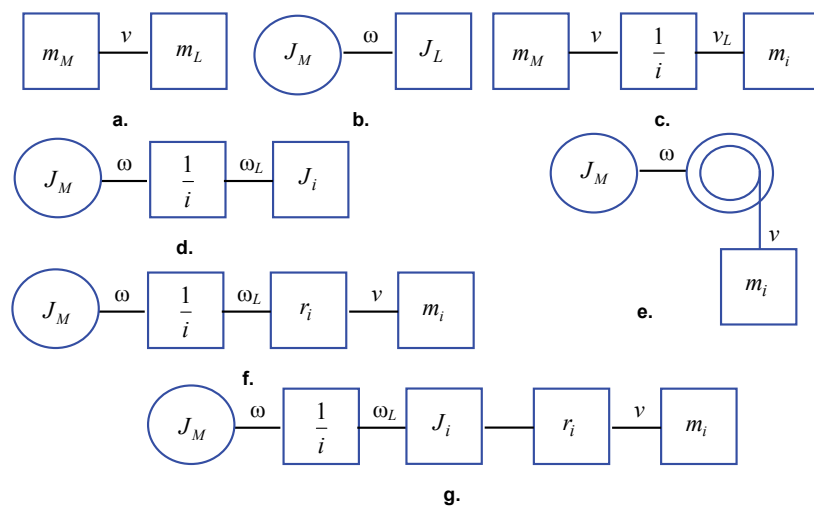 m_M v m_L
a.
J_M ω J_L
b.
m_M v 1/i v_L m_i
c.
J_M ω 1/i ω_L J_i
d.
J_M ω
v
m_i
e.
J_M ω 1/i ω_L r_i v m_i
f.
J_M ω 1/i ω_L J_i r_i v m_i
g.